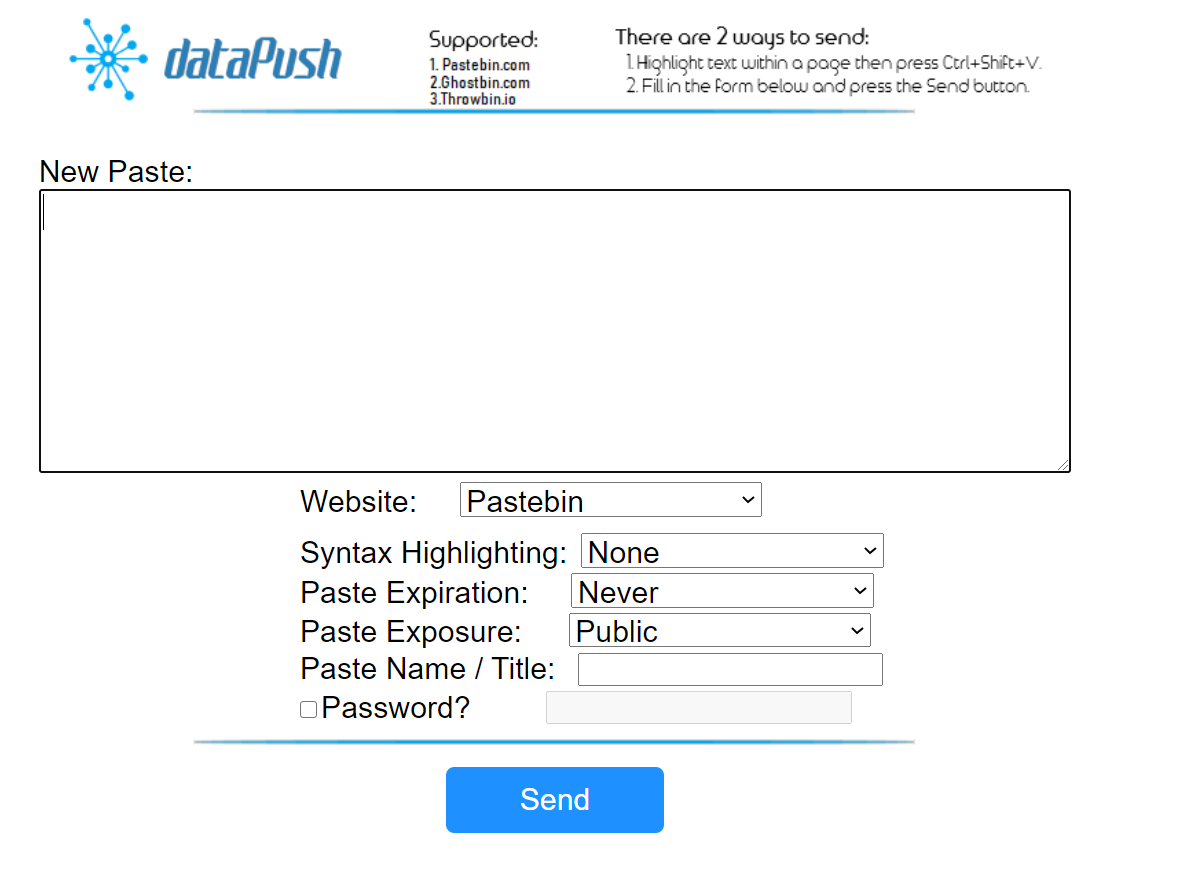 dataPush
Supported:
1. Pastebin.com
2.Ghostbin.com
3.Throwbin.io
There are 2 ways to send:
1. Highlight text within a page then press Ctrl+Shift+V.
2. Fill in the form below and press the Send button.
New Paste:
Website: Pastebin
Syntax Highlighting: None
Paste Expiration: Never
Paste Exposure: Public
Paste Name / Title:
Password?
Send